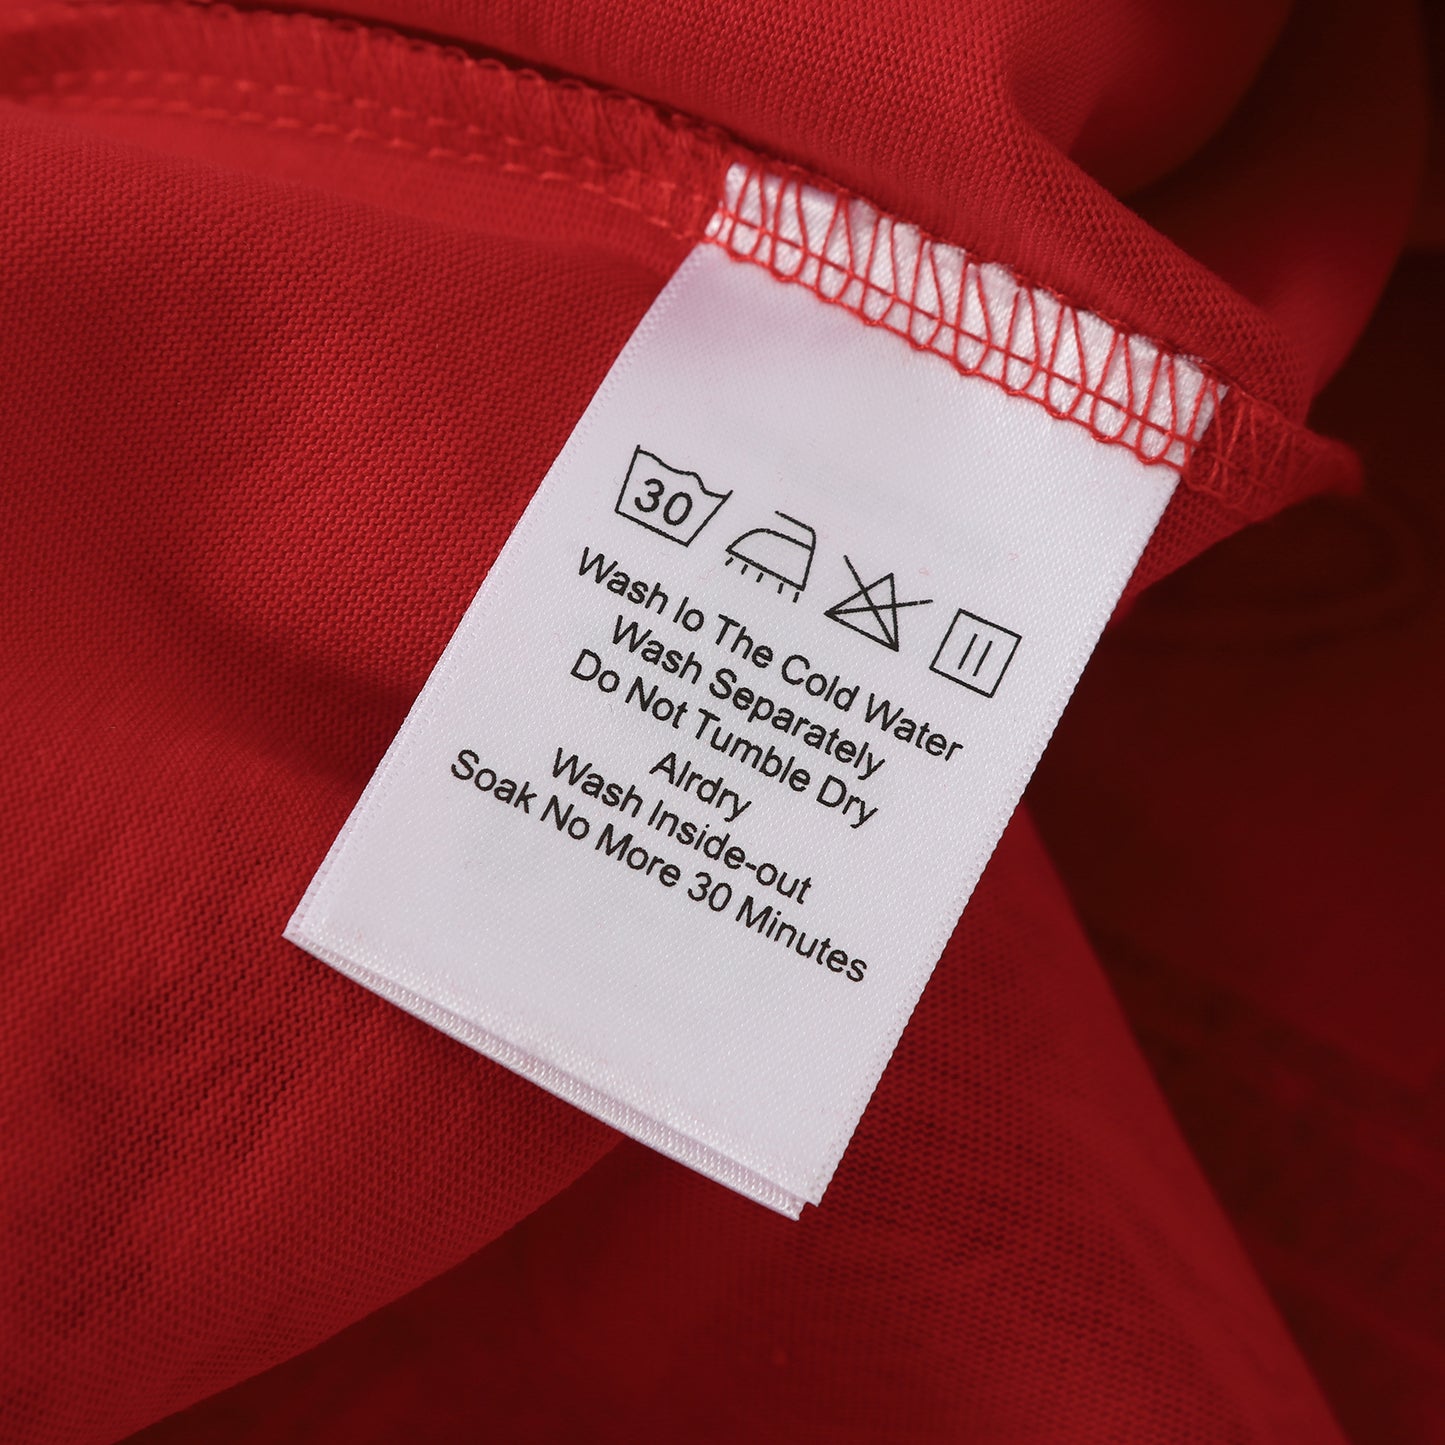 30
Wash Io The Cold Water
Wash Separately
Do Not Tumble Dry
Alrdry
Wash Inside-out
Soak No More 30 Minutes